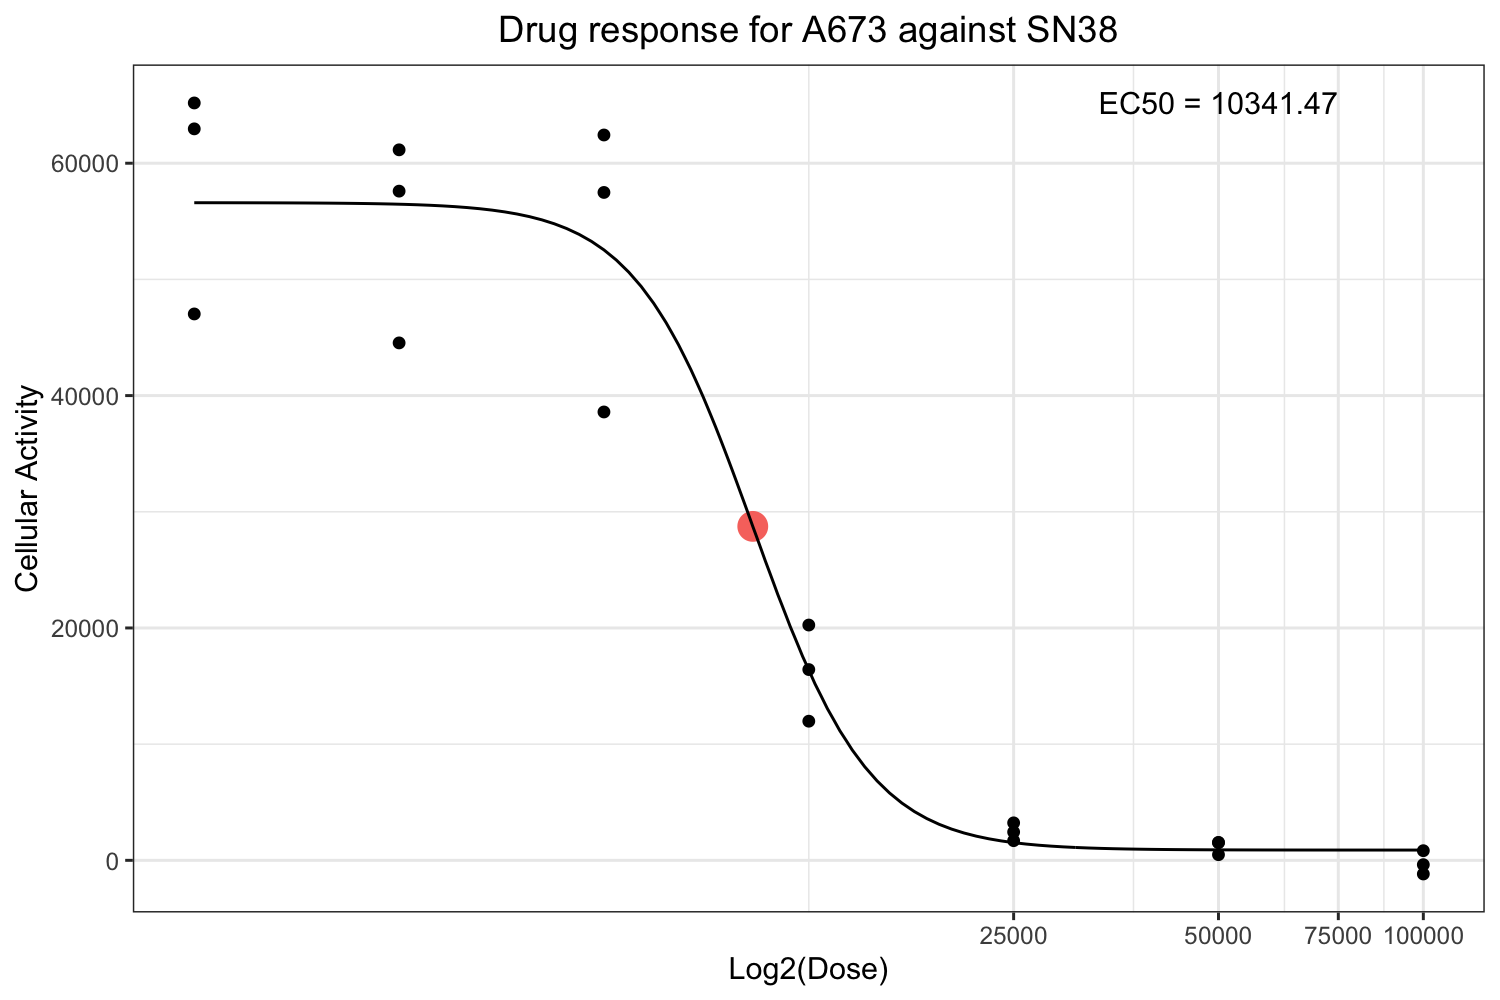 Drug response for A673 against SN38
EC50 = 10341.47
Cellular Activity
60000
40000
20000
0
25000 50000 75000 100000
Log2(Dose)